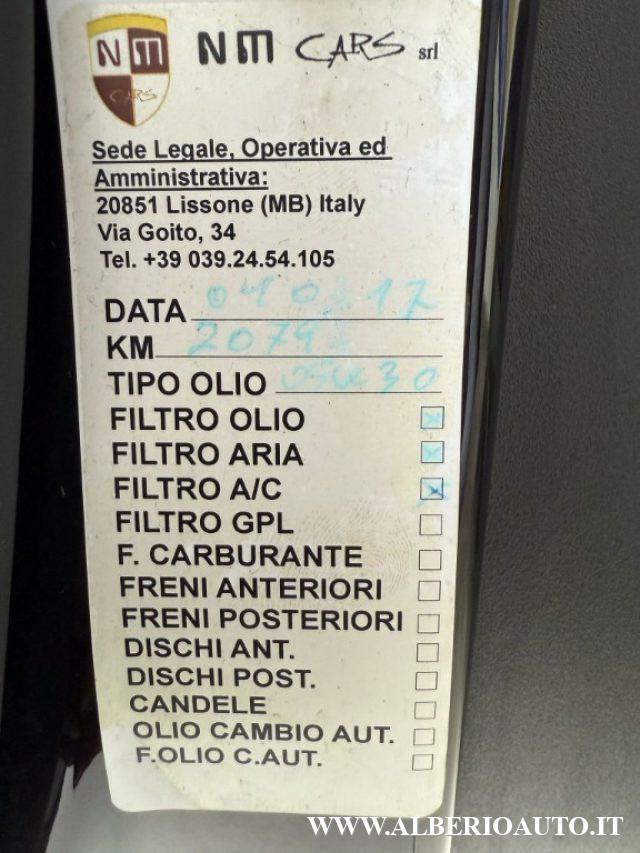 NM CARS
NM CARS srl
Sede Legale, Operativa ed
Amministrativa:
20851 Lissone (MB) Italy
Via Goito, 34
Tel. +39 039.24.54.105
DATA
KM
TIPO OLIO
FILTRO OLIO
FILTRO ARIA
FILTRO A/C
FILTRO GPL
F. CARBURANTE
FRENI ANTERIORI
FRENI POSTERIORI
DISCHI ANT.
DISCHI POST.
CANDELE
OLIO CAMBIO AUT.
F.OLIO C.AUT.
WWW.ALBERIOAUTO.IT